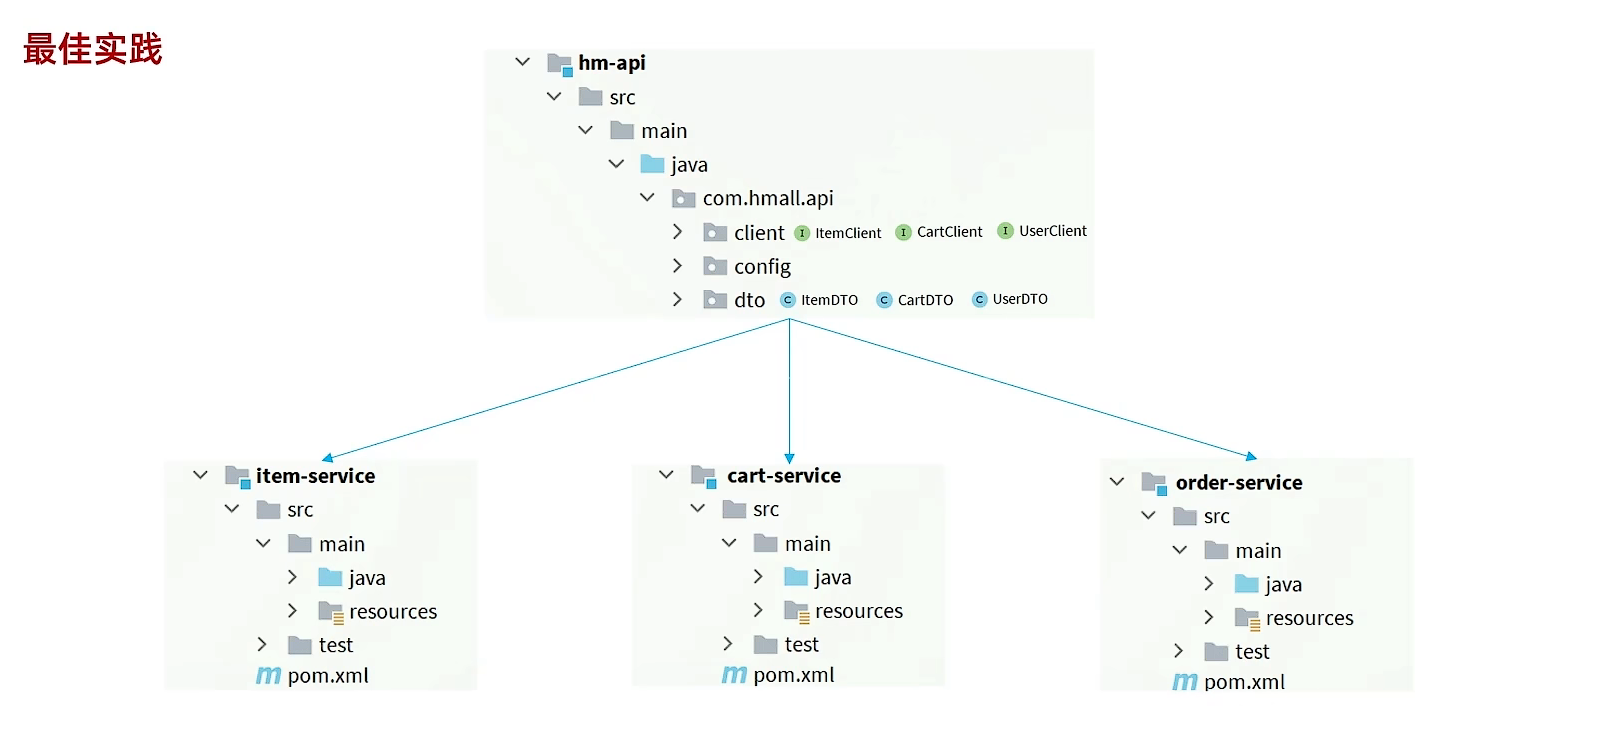 最佳实践
hm-api
src
main
java
com.hmall.api
client I ItemClient I CartClient I UserClient
config
dto C ItemDTO C CartDTO C UserDTO
item-service
src
main
java
resources
test
m pom.xml
cart-service
src
main
java
resources
test
m pom.xml
order-service
src
main
java
resources
test
m pom.xml